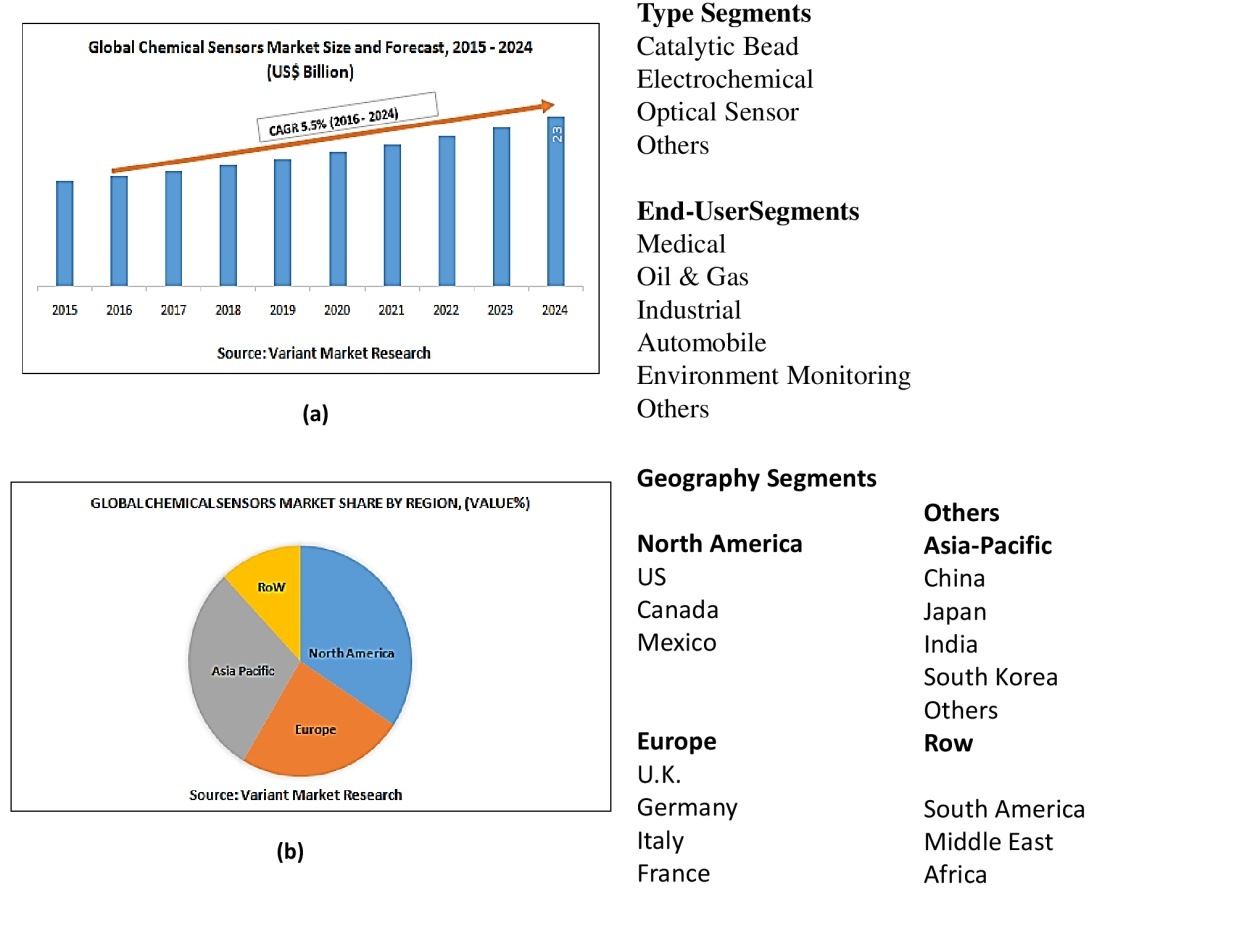 Global Chemical Sensors Market Size and Forecast, 2015 - 2024
(US$ Billion)
CAGR 5.5% (2016 - 2024)
23
2015 2016 2017 2018 2019 2020 2021 2022 2023 2024
Source: Variant Market Research
(a)
GLOBAL CHEMICAL SENSORS MARKET SHARE BY REGION, (VALUE%)
RoW
North America
Asia Pacific
Europe
Source: Variant Market Research
(b)
Type Segments
Catalytic Bead
Electrochemical
Optical Sensor
Others
End-UserSegments
Medical
Oil & Gas
Industrial
Automobile
Environment Monitoring
Others
Geography Segments
North America
US
Canada
Mexico
Europe
U.K.
Germany
Italy
France
Others
Asia-Pacific
China
Japan
India
South Korea
Others
Row
South America
Middle East
Africa